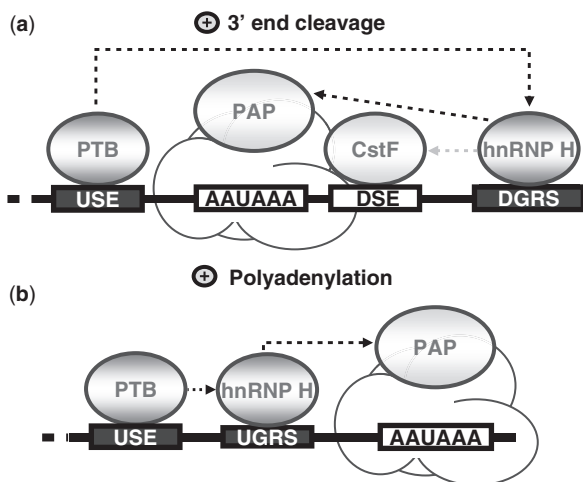 (a) ⊕ 3’ end cleavage
PAP
PTB CstF hnRNP H
USE AAUAAA DSE DGRS
⊕ Polyadenylation
(b)
PAP
PTB hnRNP H
USE UGRS AAUAAA